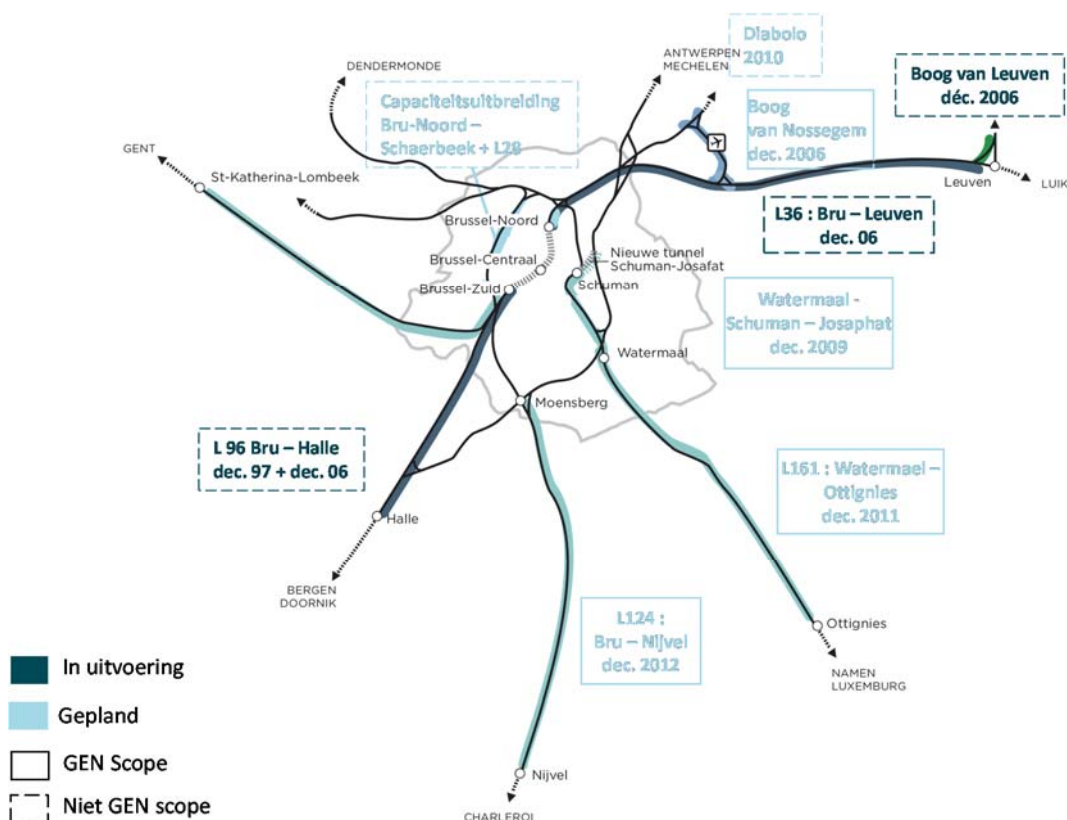 Diabolo
2010
ANTWERPEN
MECHELEN
DENDERMONDE
Boog van Leuven
déc. 2006
Capaciteitsuitbreiding
Bru-Noord –
Schaerbeek + L28
Boog
van Nossegem
dec. 2006
GENT
St-Katherina-Lombeek
Leuven
LUIK
L36 : Bru – Leuven
dec. 06
Brussel-Noord
Brussel-Centraal
Nieuwe tunnel
Schuman-Josafat
Schuman
Brussel-Zuid
Watermaal -
Schuman – Josaphat
dec. 2009
Watermaal
Moensberg
L 96 Bru – Halle
dec. 97 + dec. 06
L161 : Watermael –
Ottignies
dec. 2011
Halle
BERGEN
DOORNIK
L124 :
Bru – Nijvel
dec. 2012
Ottignies
NAMEN
LUXEMBURG
In uitvoering
Gepland
GEN Scope
Niet GEN scope
Nijvel
CHARLEROI